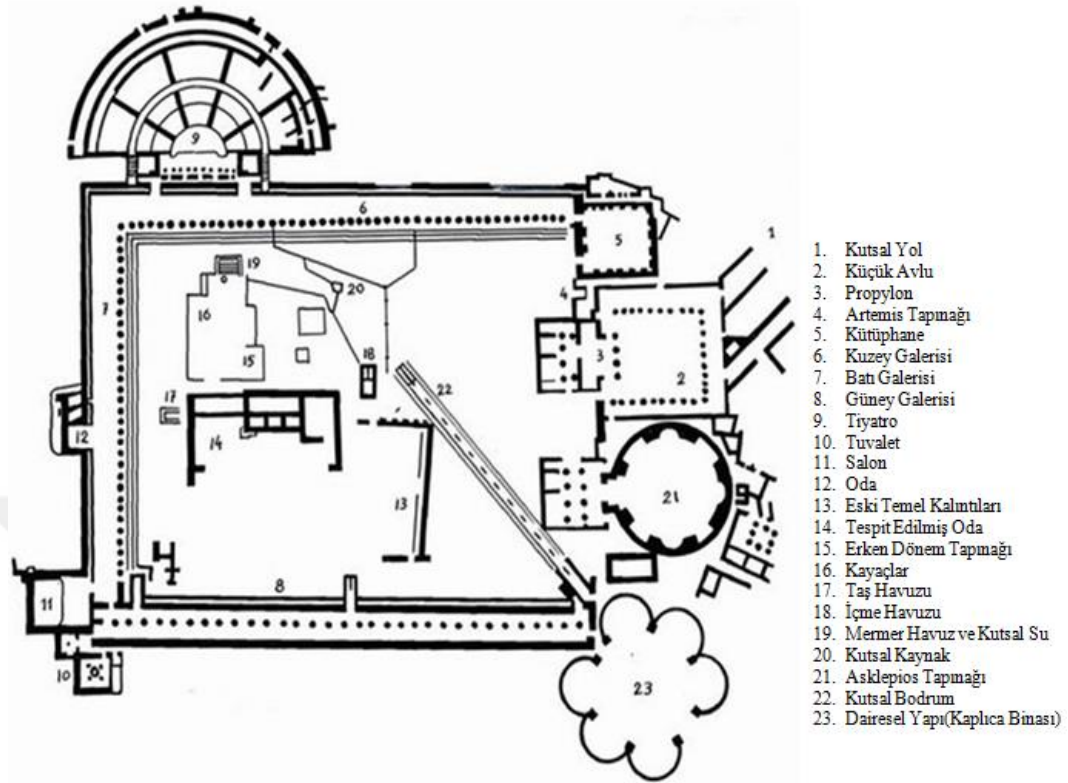 9
6
1
5
19
4
20
7
16
3
15
18
2
17
22
12
14
21
13
8
11
10
23
1. Kutsal Yol
2. Küçük Avlu
3. Propylon
4. Artemis Tapınağı
5. Kütüphane
6. Kuzey Galerisi
7. Batı Galerisi
8. Güney Galerisi
9. Tiyatro
10. Tuvalet
11. Salon
12. Oda
13. Eski Temel Kalıntıları
14. Tespit Edilmiş Oda
15. Erken Dönem Tapınağı
16. Kayaçlar
17. Taş Havuzu
18. İçme Havuzu
19. Mermer Havuz ve Kutsal Su
20. Kutsal Kaynak
21. Asklepios Tapınağı
22. Kutsal Bodrum
23. Dairesel Yapı(Kaplıca Binası)